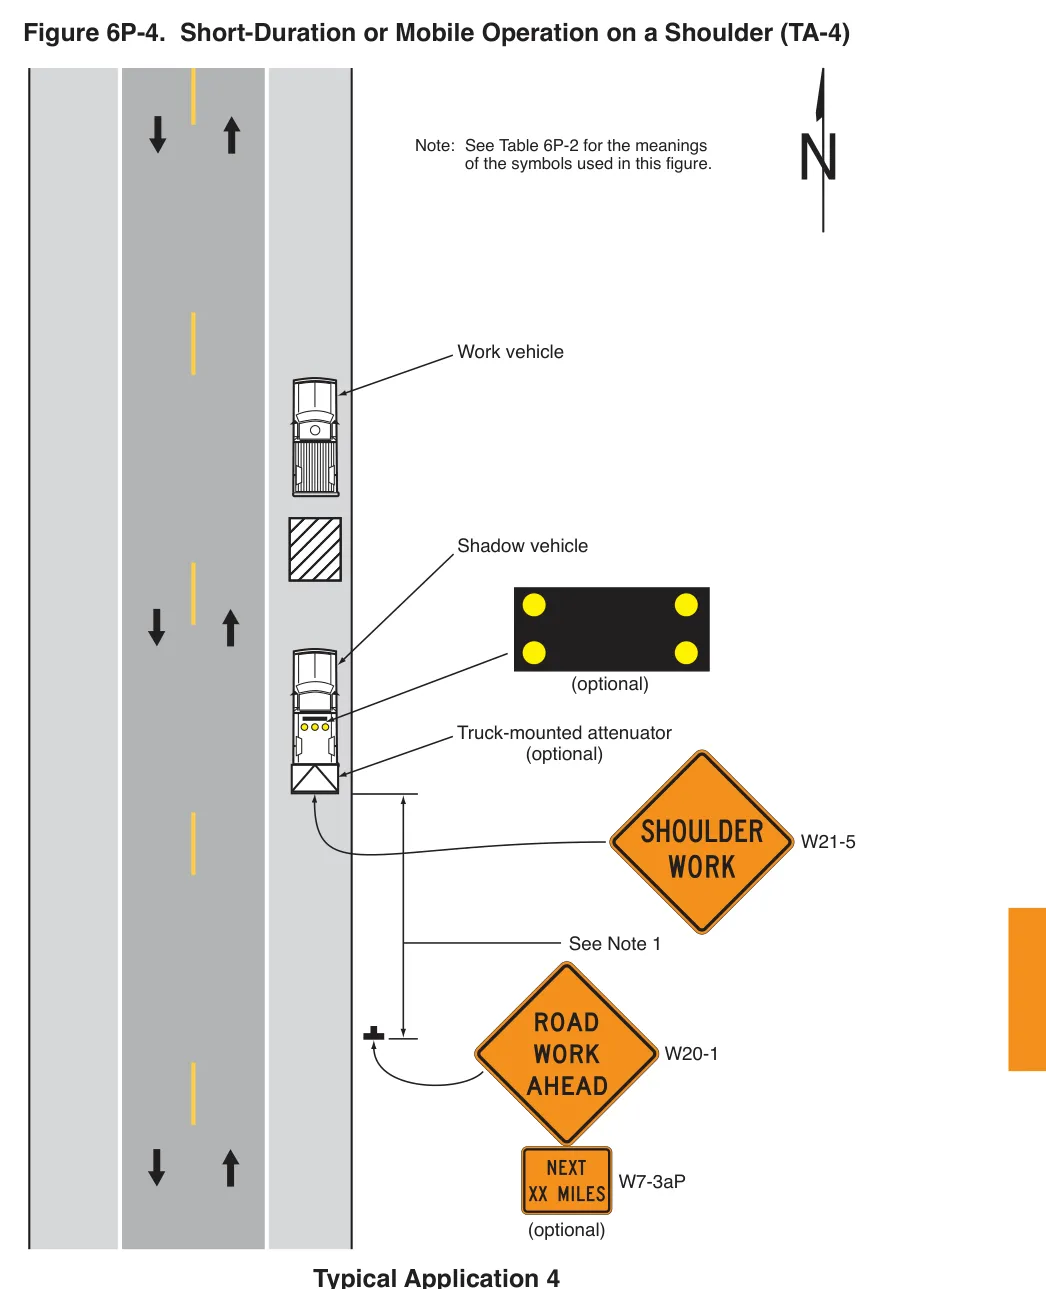 Figure 6P-4.  Short-Duration or Mobile Operation on a Shoulder (TA-4)
Note: See Table 6P-2 for the meanings
of the symbols used in this figure.
N
Work vehicle
Shadow vehicle
(optional)
Truck-mounted attenuator
(optional)
SHOULDER
WORK
W21-5
See Note 1
ROAD
WORK
AHEAD
W20-1
NEXT
XX MILES
W7-3aP
(optional)
Typical Application 4